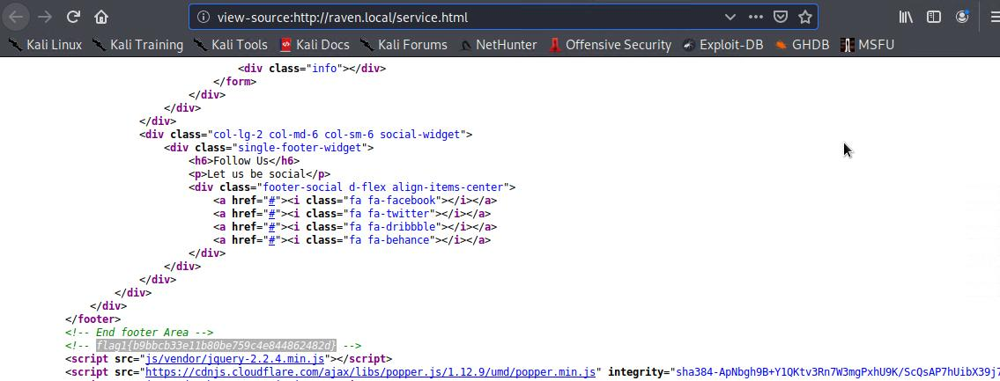 view-source:http://raven.local/service.html
Kali Linux Kali Training Kali Tools Kali Docs Kali Forums NetHunter Offensive Security Exploit-DB GHDB MSFU
<div class="info"></div>
</form>
</div>
</div>
</div>
<div class="col-lg-2 col-md-6 col-sm-6 social-widget">
<div class="single-footer-widget">
<h6>Follow Us</h6>
<p>Let us be social</p>
<div class="footer-social d-flex align-items-center">
<a href="#"><i class="fa fa-facebook"></i></a>
<a href="#"><i class="fa fa-twitter"></i></a>
<a href="#"><i class="fa fa-dribbble"></i></a>
<a href="#"><i class="fa fa-behance"></i></a>
</div>
</div>
</div>
</div>
</div>
</footer>
<!-- End footer Area -->
<!-- flag1{b9bbcb33e11b80be759c4e844862482d} -->
<script src="js/vendor/jquery-2.2.4.min.js"></script>
<script src="https://cdnjs.cloudflare.com/ajax/libs/popper.js/1.12.9/umd/popper.min.js" integrity="sha384-ApNbgh9B+Y1QKtv3Rn7W3mgPxhU9K/ScQsAP7hUibX39j7